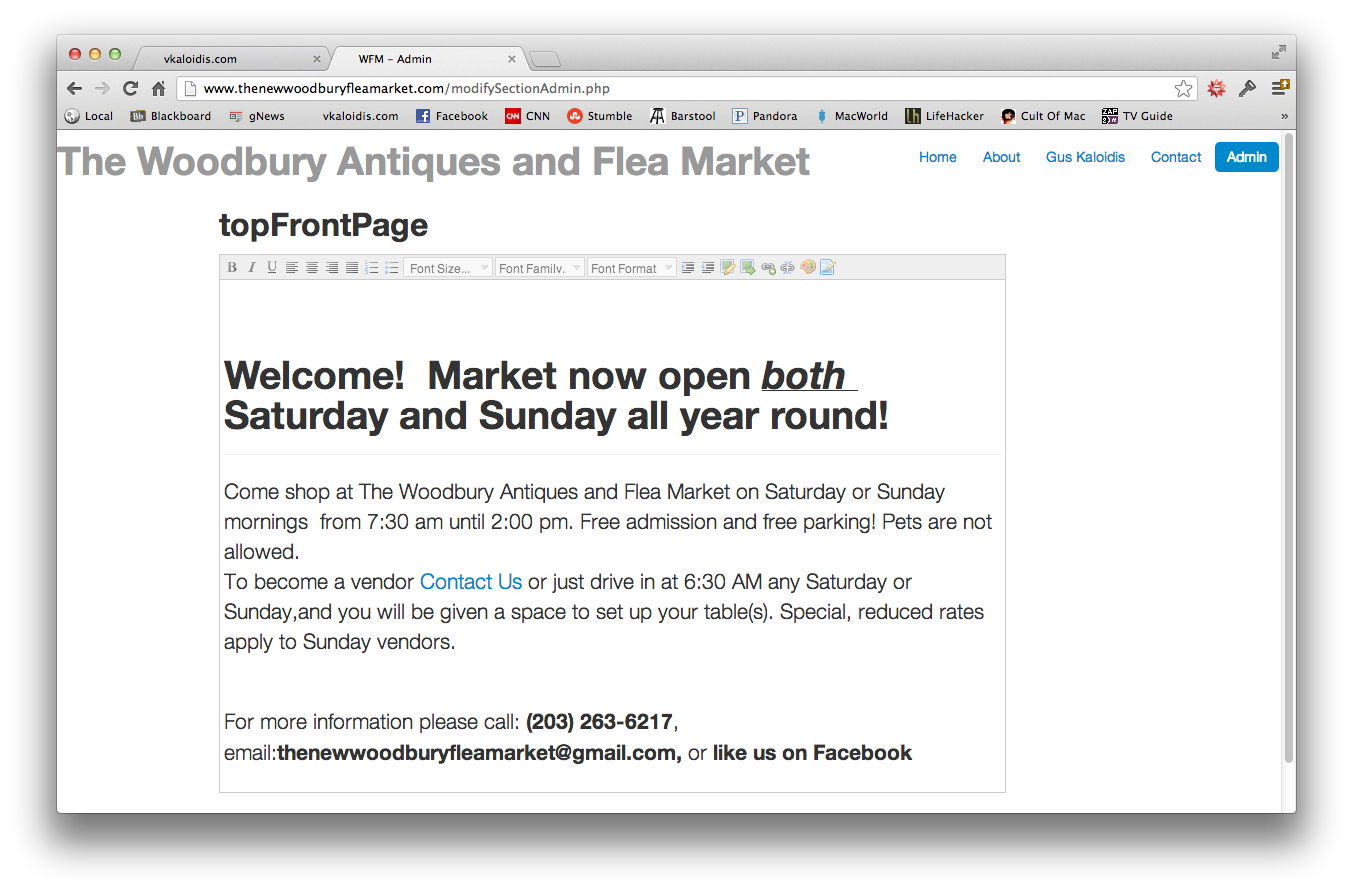 vkaloidis.com
WFM – Admin
www.thenewwoodburyfleamarket.com/modifySectionAdmin.php
Local Bb Blackboard gNews vkaloidis.com Facebook CNN CNN Stumble Barstool P Pandora MacWorld lh LifeHacker Cult Of Mac ZAP 2IT TV Guide »
The Woodbury Antiques and Flea Market
Home About Gus Kaloidis Contact Admin
topFrontPage
B I U Font Size... Font Family. Font Format
Welcome!  Market now open both
Saturday and Sunday all year round!
Come shop at The Woodbury Antiques and Flea Market on Saturday or Sunday
mornings  from 7:30 am until 2:00 pm. Free admission and free parking! Pets are not
allowed.
To become a vendor Contact Us or just drive in at 6:30 AM any Saturday or
Sunday,and you will be given a space to set up your table(s). Special, reduced rates
apply to Sunday vendors.
For more information please call: (203) 263-6217,
email:thenewwoodburyfleamarket@gmail.com, or like us on Facebook